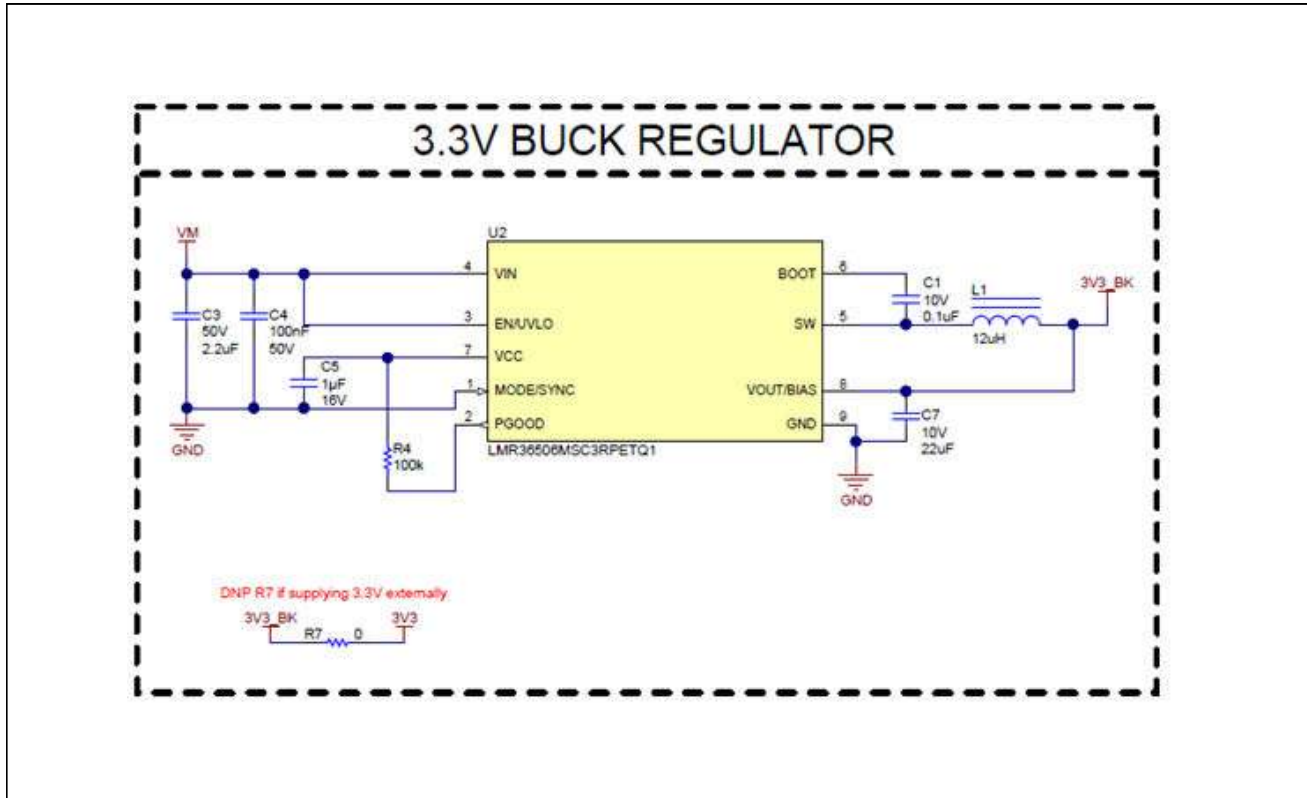 3.3V BUCK REGULATOR
VM
U2
4
VIN
BOOT
6
C1
10V
0.1uF
L1
3V3_BK
C3
50V
2.2uF
C4
100nF
50V
3
EN/UVLO
SW
5
12uH
7
VCC
C5
1µF
16V
1
MODE/SYNC
VOUT/BIAS
8
2
PGOOD
GND
9
C7
10V
22uF
GND
R4
100k
LMR36506MSC3RPETQ1
GND
DNP R7 if supplying 3.3V externally
3V3_BK
3V3
R7
0